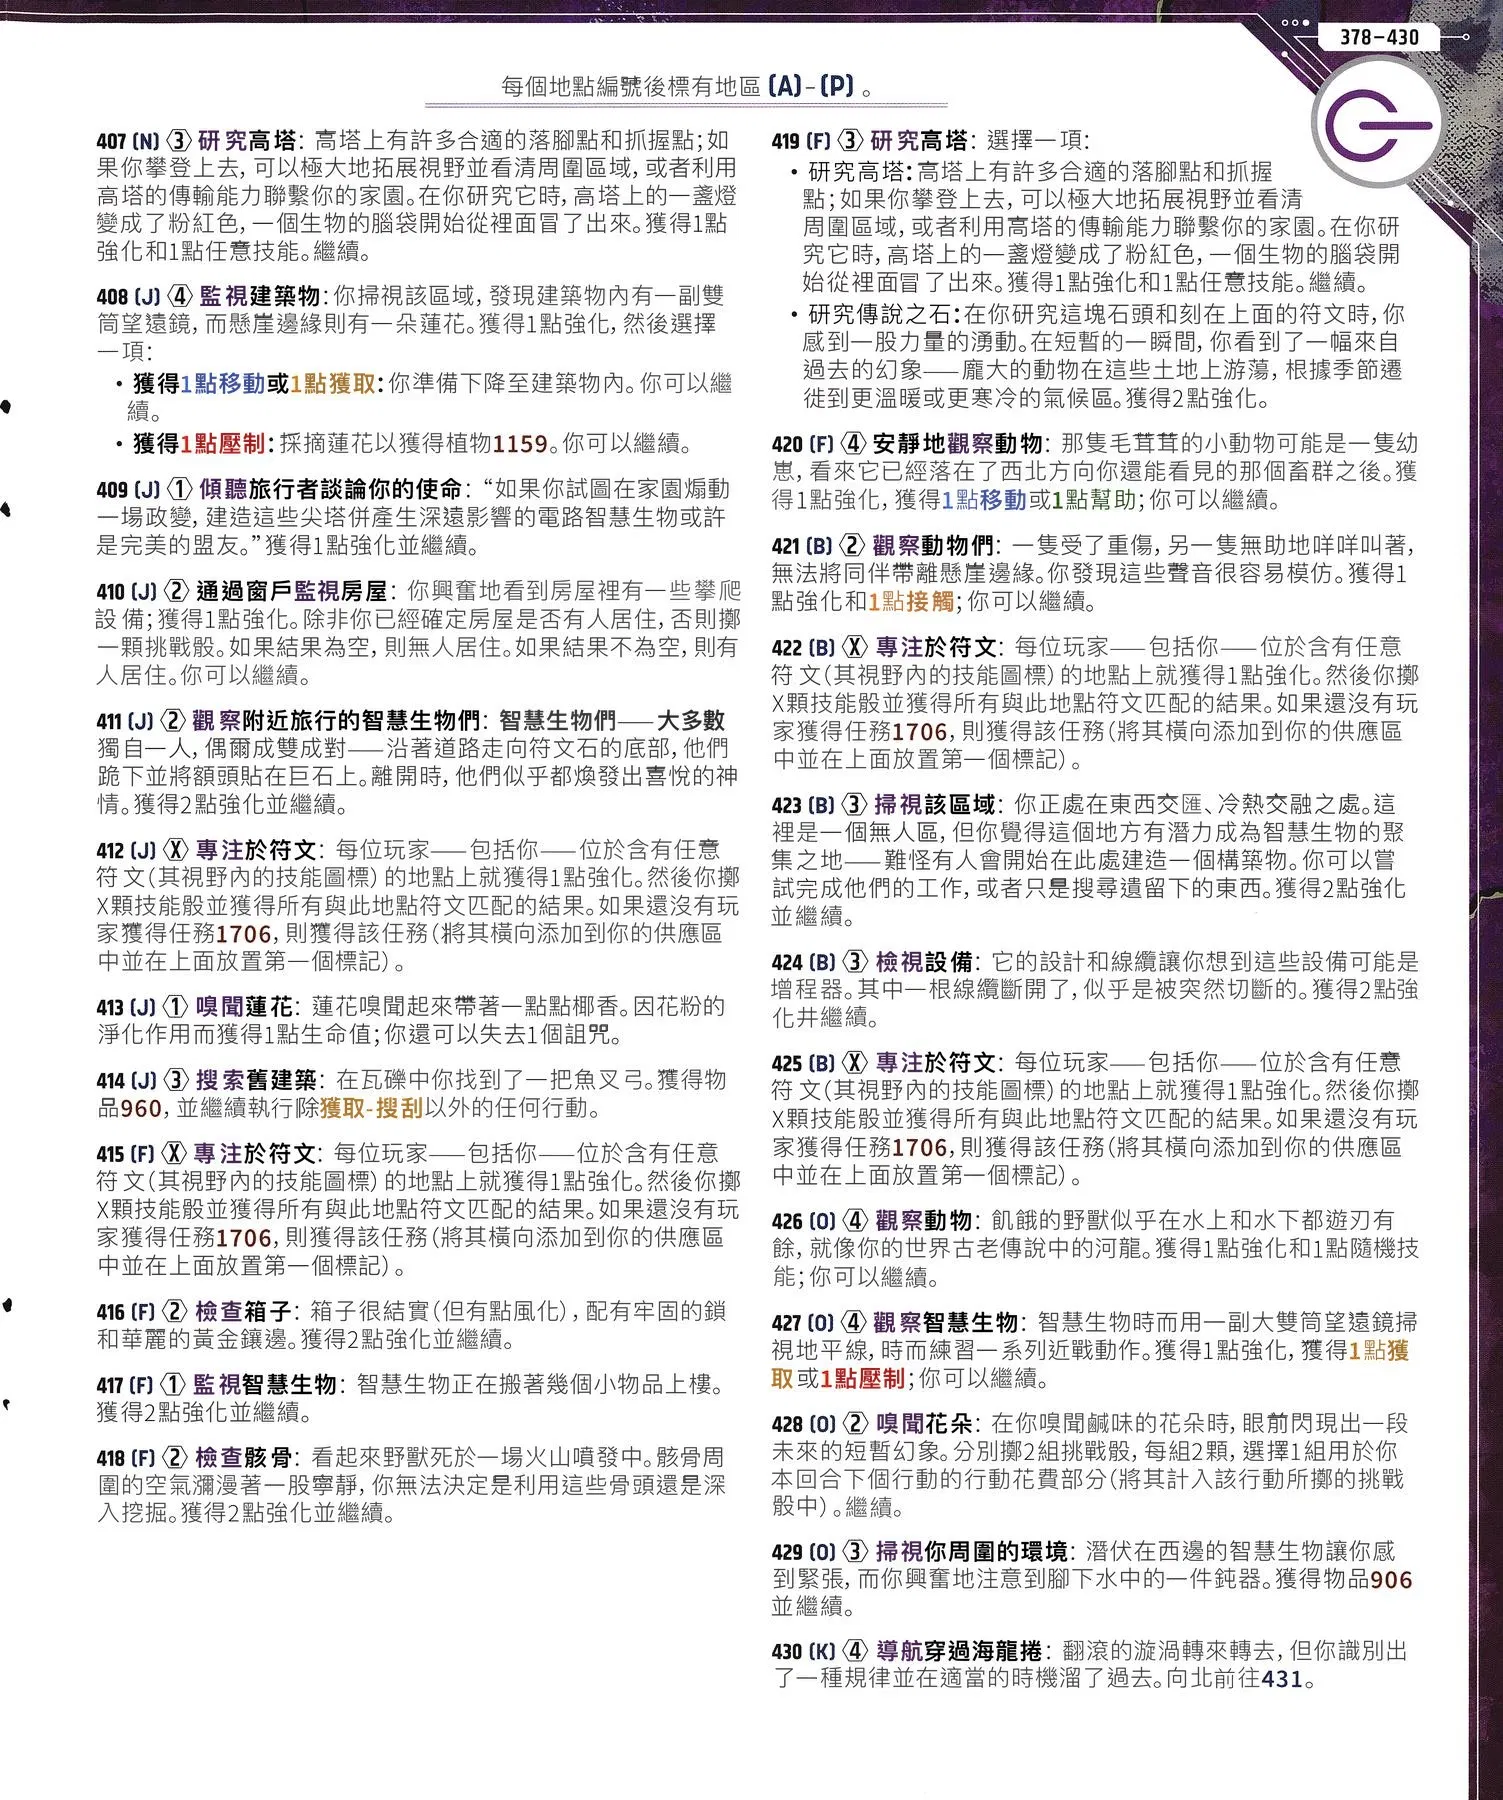 378–430
每個地點編號後標有地區 (A)–(P) 。
407 (N) ③ 研究高塔：高塔上有許多合適的落腳點和抓握點；如
果你攀登上去，可以極大地拓展視野並看清周圍區域，或者利用
高塔的傳輸能力聯繫你的家園。在你研究它時，高塔上的一盞燈
變成了粉紅色，一個生物的腦袋開始從裡面冒了出來。獲得1點
強化和1點任意技能。繼續。
408 (J) ④ 監視建築物：你掃視該區域，發現建築物內有一副雙
筒望遠鏡，而懸崖邊緣則有一朵蓮花。獲得1點強化，然後選擇
一項：
• 獲得1點移動或1點獲取：你準備下降至建築物內。你可以繼
續。
• 獲得1點壓制：採摘蓮花以獲得植物1159。你可以繼續。
409 (J) ① 傾聽旅行者談論你的使命：“如果你試圖在家園煽動
一場政變，建造這些尖塔併產生深遠影響的電路智慧生物或許
是完美的盟友。”獲得1點強化並繼續。
410 (J) ② 通過窗戶監視房屋：你興奮地看到房屋裡有一些攀爬
設備；獲得1點強化。除非你已經確定房屋是否有人居住，否則擲
一顆挑戰骰。如果結果為空，則無人居住。如果結果不為空，則有
人居住。你可以繼續。
411 (J) ② 觀察附近旅行的智慧生物們：智慧生物們——大多數
獨自一人，偶爾成雙成對——沿著道路走向符文石的底部，他們
跪下並將額頭貼在巨石上。離開時，他們似乎都煥發出喜悅的神
情。獲得2點強化並繼續。
412 (J) Ⓧ 專注於符文：每位玩家——包括你——位於含有任意
符文（其視野內的技能圖標）的地點上就獲得1點強化。然後你擲
X顆技能骰並獲得所有與此地點符文匹配的結果。如果還沒有玩
家獲得任務1706，則獲得該任務（將其橫向添加到你的供應區
中並在上面放置第一個標記）。
413 (J) ① 嗅聞蓮花：蓮花嗅聞起來帶著一點點椰香。因花粉的
淨化作用而獲得1點生命值；你還可以失去1個詛咒。
414 (J) ③ 搜索舊建築：在瓦礫中你找到了一把魚叉弓。獲得物
品960，並繼續執行除獲取-搜刮以外的任何行動。
415 (F) Ⓧ 專注於符文：每位玩家——包括你——位於含有任意
符文（其視野內的技能圖標）的地點上就獲得1點強化。然後你擲
X顆技能骰並獲得所有與此地點符文匹配的結果。如果還沒有玩
家獲得任務1706，則獲得該任務（將其橫向添加到你的供應區
中並在上面放置第一個標記）。
416 (F) ② 檢查箱子：箱子很結實（但有點風化），配有牢固的鎖
和華麗的黃金鑲邊。獲得2點強化並繼續。
417 (F) ① 監視智慧生物：智慧生物正在搬著幾個小物品上樓。
獲得2點強化並繼續。
418 (F) ② 檢查骸骨：看起來野獸死於一場火山噴發中。骸骨周
圍的空氣瀰漫著一股寧靜，你無法決定是利用這些骨頭還是深
入挖掘。獲得2點強化並繼續。
419 (F) ③ 研究高塔：選擇一項：
• 研究高塔：高塔上有許多合適的落腳點和抓握
點；如果你攀登上去，可以極大地拓展視野並看清
周圍區域，或者利用高塔的傳輸能力聯繫你的家園。在你研
究它時，高塔上的一盞燈變成了粉紅色，一個生物的腦袋開
始從裡面冒了出來。獲得1點強化和1點任意技能。繼續。
• 研究傳說之石：在你研究這塊石頭和刻在上面的符文時，你
感到一股力量的湧動。在短暫的一瞬間，你看到了一幅來自
過去的幻象——龐大的動物在這些土地上游蕩，根據季節遷
徙到更溫暖或更寒冷的氣候區。獲得2點強化。
420 (F) ④ 安靜地觀察動物：那隻毛茸茸的小動物可能是一隻幼
崽，看來它已經落在了西北方向你還能看見的那個畜群之後。獲
得1點強化，獲得1點移動或1點幫助；你可以繼續。
421 (B) ② 觀察動物們：一隻受了重傷，另一隻無助地咩咩叫著，
無法將同伴帶離懸崖邊緣。你發現這些聲音很容易模仿。獲得1
點強化和1點接觸；你可以繼續。
422 (B) Ⓧ 專注於符文：每位玩家——包括你——位於含有任意
符文（其視野內的技能圖標）的地點上就獲得1點強化。然後你擲
X顆技能骰並獲得所有與此地點符文匹配的結果。如果還沒有玩
家獲得任務1706，則獲得該任務（將其橫向添加到你的供應區
中並在上面放置第一個標記）。
423 (B) ③ 掃視該區域：你正處在東西交匯、冷熱交融之處。這
裡是一個無人區，但你覺得這個地方有潛力成為智慧生物的聚
集之地——難怪有人會開始在此處建造一個構築物。你可以嘗
試完成他們的工作，或者只是搜尋遺留下的東西。獲得2點強化
並繼續。
424 (B) ③ 檢視設備：它的設計和線纜讓你想到這些設備可能是
增程器。其中一根線纜斷開了，似乎是被突然切斷的。獲得2點強
化井繼續。
425 (B) Ⓧ 專注於符文：每位玩家——包括你——位於含有任意
符文（其視野內的技能圖標）的地點上就獲得1點強化。然後你擲
X顆技能骰並獲得所有與此地點符文匹配的結果。如果還沒有玩
家獲得任務1706，則獲得該任務（將其橫向添加到你的供應區
中並在上面放置第一個標記）。
426 (O) ④ 觀察動物：飢餓的野獸似乎在水上和水下都遊刃有
餘，就像你的世界古老傳說中的河龍。獲得1點強化和1點隨機技
能；你可以繼續。
427 (O) ④ 觀察智慧生物：智慧生物時而用一副大雙筒望遠鏡掃
視地平線，時而練習一系列近戰動作。獲得1點強化，獲得1點獲
取或1點壓制；你可以繼續。
428 (O) ② 嗅聞花朵：在你嗅聞鹹味的花朵時，眼前閃現出一段
未來的短暫幻象。分別擲2組挑戰骰，每組2顆，選擇1組用於你
本回合下個行動的行動花費部分（將其計入該行動所擲的挑戰
骰中）。繼續。
429 (O) ③ 掃視你周圍的環境：潛伏在西邊的智慧生物讓你感
到緊張，而你興奮地注意到腳下水中的一件鈍器。獲得物品906
並繼續。
430 (K) ④ 導航穿過海龍捲：翻滾的漩渦轉來轉去，但你識別出
了一種規律並在適當的時機溜了過去。向北前往431。